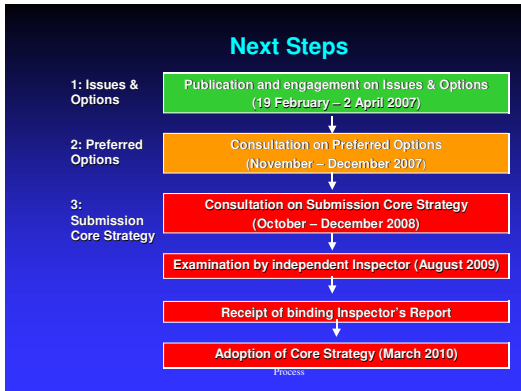 Next Steps
1: Issues &
Options
Publication and engagement on Issues & Options
(19 February – 2 April 2007)
2: Preferred
Options
Consultation on Preferred Options
(November – December 2007)
3:
Submission
Core Strategy
Consultation on Submission Core Strategy
(October – December 2008)
Examination by independent Inspector (August 2009)
Receipt of binding Inspector's Report
Adoption of Core Strategy (March 2010)
Process